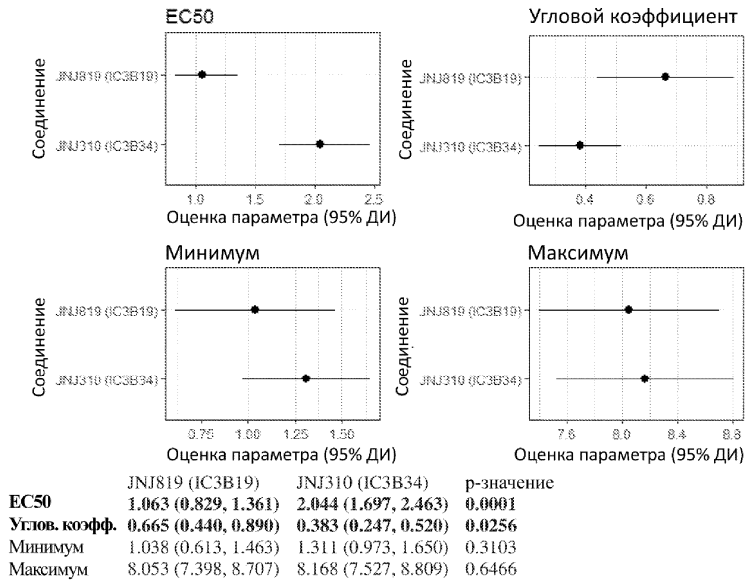 EC50
Угловой коэффициент
Соединение
JNJ819 (IC3B19)
JNJ310 (IC3B34)
1.0 1.5 2.0 2.5
Оценка параметра (95% ДИ)
Соединение
JNJ819 (IC3B19)
JNJ310 (IC3B34)
0.4 0.6 0.8
Оценка параметра (95% ДИ)
Минимум
Максимум
Соединение
JNJ819 (IC3B19)
JNJ310 (IC3B34)
0.75 1.00 1.25 1.50
Оценка параметра (95% ДИ)
Соединение
JNJ819 (IC3B19)
JNJ310 (IC3B34)
7.6 8.0 8.4 8.8
Оценка параметра (95% ДИ)
JNJ819 (IC3B19) JNJ310 (IC3B34) p-значение
EC50 1.063 (0.829, 1.361) 2.044 (1.697, 2.463) 0.0001
Углов. коэфф. 0.665 (0.440, 0.890) 0.383 (0.247, 0.520) 0.0256
Минимум 1.038 (0.613, 1.463) 1.311 (0.973, 1.650) 0.3103
Максимум 8.053 (7.398, 8.707) 8.168 (7.527, 8.809) 0.6466